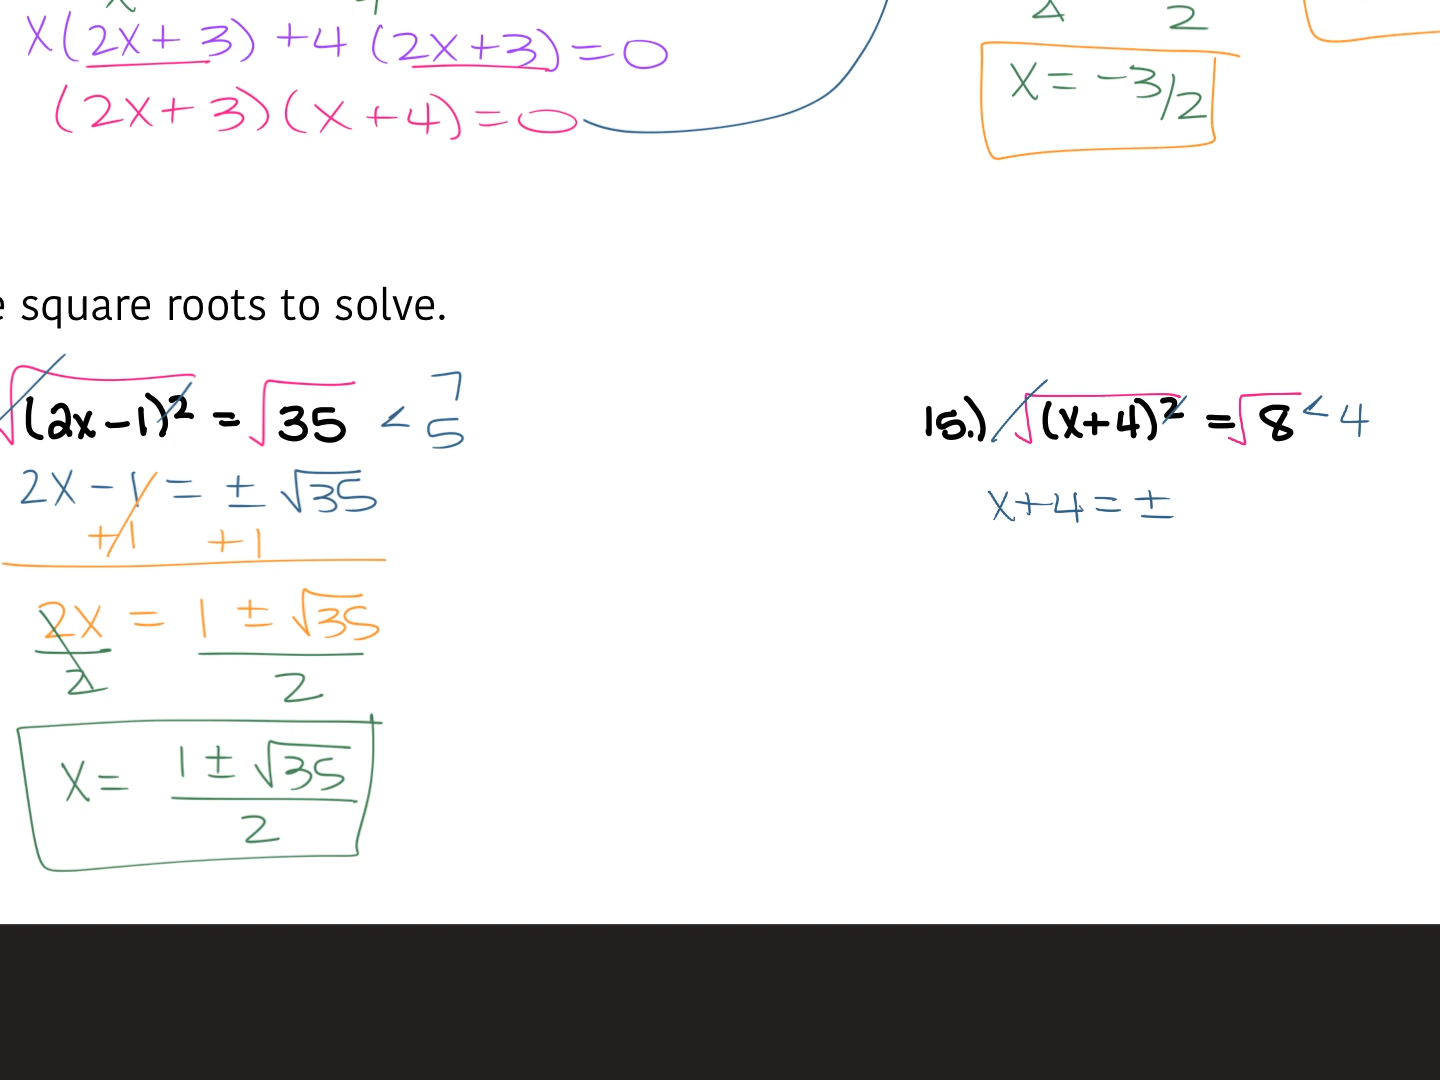 x(2x+3)+4(2x+3)=0
(2x+3)(x+4)=0
2
x=-3/2
square roots to solve.
√(2x-1)² = √35 < 7 5
2x-1 = ± √35
+1 +1
2x = 1 ± √35
2 2
x= 1 ± √35
2
15.) √(x+4)² = √8 < 4
x+4=±